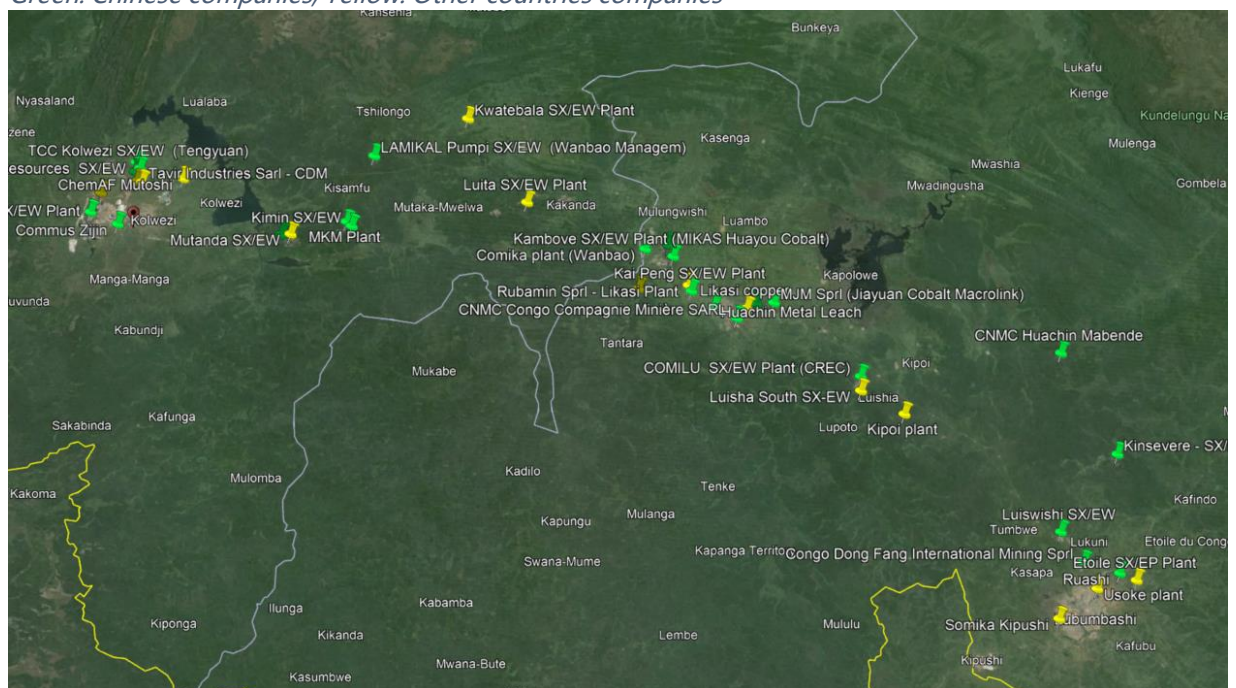 Green: Chinese companies/ Yellow: Other countries companies
Kansenia
Bunkeya
Lukafu
Kienge
Nyasaland
Lualaba
Tshilongo
Kwatebala SX/EW Plant
Kundelungu Na
zene
Kasenga
Mulenga
TCC Kolwezi SX/EW (Tengyuan)
LAMIKAL Pumpi SX/EW (Wanbao Managem)
Mwashia
esources SX/EW
Tavir Industries Sarl - CDM
ChemAF Mutoshi
Kisamfu
Luita SX/EW Plant
Mwadingusha
Gombela
Kolwezi
Mutaka-Mwelwa
Kakanda
Mulungwishi
X/EW Plant
Kolwezi
Kimin SX/EW
Luambo
Commus Zijin
Mutanda SX/EW
MKM Plant
Kambove SX/EW Plant (MIKAS Huayou Cobalt)
Comika plant (Wanbao)
Manga-Manga
Kai Peng SX/EW Plant
Kapolowe
Rubamin Sprl - Likasi Plant
Likasi copper
MJM Sprl (Jiayuan Cobalt Macrolink)
uvunda
CNMC Congo Compagnie Minière SARL
Huachin Metal Leach
Kabundji
CNMC Huachin Mabende
Tantara
Mukabe
COMILU SX/EW Plant (CREC)
Kipoi
Luisha South SX-EW
Luishia
Kafunga
Sakabinda
Lupoto
Kipoi plant
Kinsevere - SX/
Kadilo
Mulomba
Tenke
Kakoma
Kafindo
Mulanga
Luiswishi SX/EW
Kapungu
Tumbwe
Lukuni
Etoile du Congo
Swana-Mume
Kapanga Territo
Congo Dong Fang International Mining Sprl
Etoile SX/EP Plant
Kasapa
Ruashi
Usoke plant
Ilunga
Kabamba
Kiponga
Kikanda
Lembe
Mululu
Somika Kipushi
Lubumbashi
Kafubu
Mwana-Bute
Kipushi
Kasumbwe